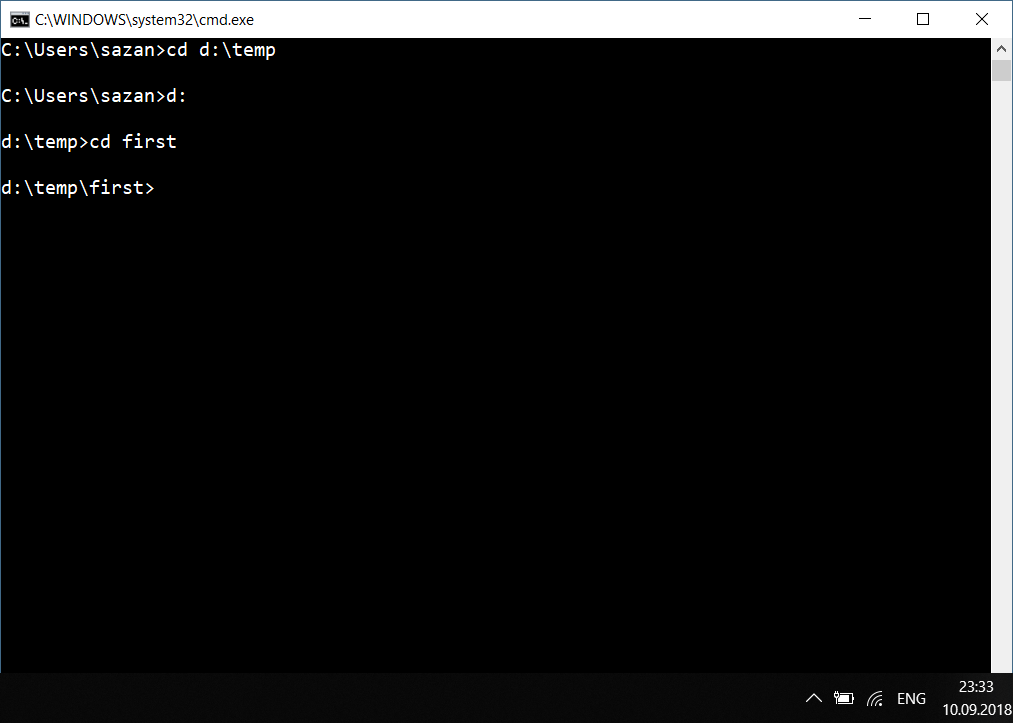 C:\WINDOWS\system32\cmd.exe
C:\Users\sazan>cd d:\temp
C:\Users\sazan>d:
d:\temp>cd first
d:\temp\first>
ENG
23:33
10.09.2018